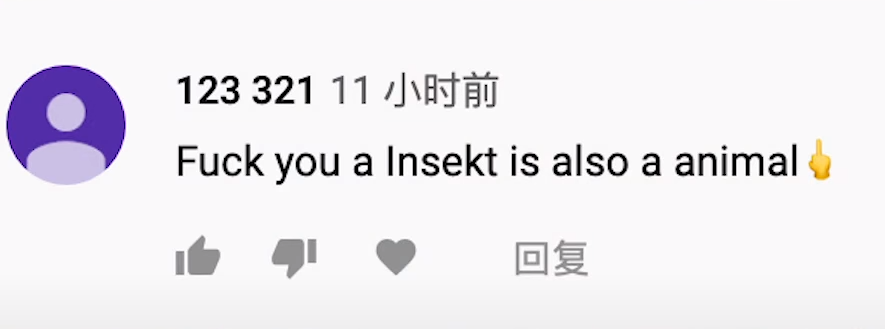 123 321 11 小时前
Fuck you a Insekt is also a animal🖕
回复